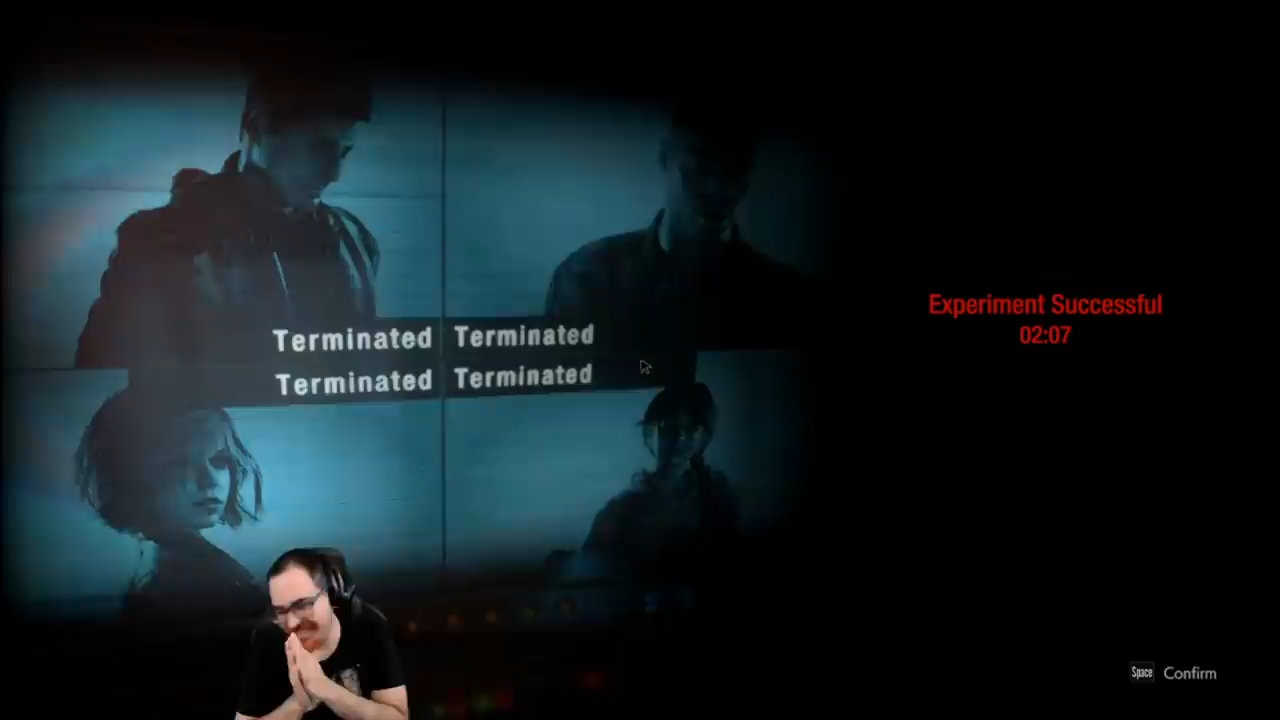 Terminated Terminated
Terminated Terminated
Experiment Successful
02:07
Space Confirm